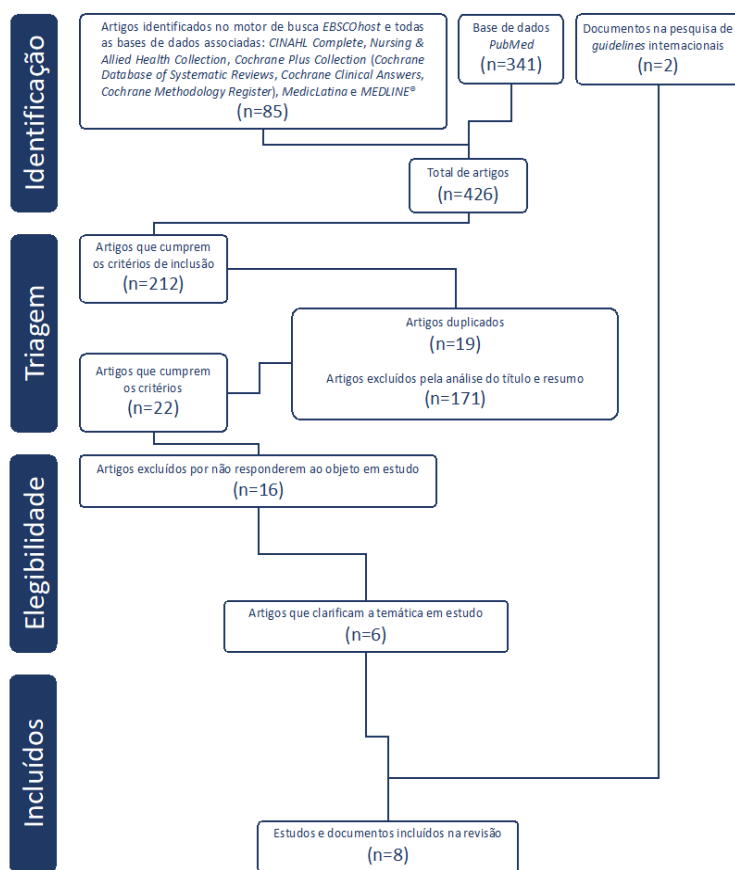 Identificação
Artigos identificados no motor de busca EBSCOhost e todas
as bases de dados associadas: CINAHL Complete, Nursing &
Allied Health Collection, Cochrane Plus Collection (Cochrane
Database of Systematic Reviews, Cochrane Clinical Answers,
Cochrane Methodology Register), MedicLatina e MEDLINE®
(n=85)
Base de dados
PubMed
(n=341)
Documentos na pesquisa de
guidelines internacionais
(n=2)
Total de artigos
(n=426)
Triagem
Artigos que cumprem
os critérios de inclusão
(n=212)
Artigos duplicados
(n=19)
Artigos excluídos pela análise do título e resumo
(n=171)
Artigos que cumprem
os critérios
(n=22)
Elegibilidade
Artigos excluídos por não responderem ao objeto em estudo
(n=16)
Artigos que clarificam a temática em estudo
(n=6)
Incluídos
Estudos e documentos incluídos na revisão
(n=8)